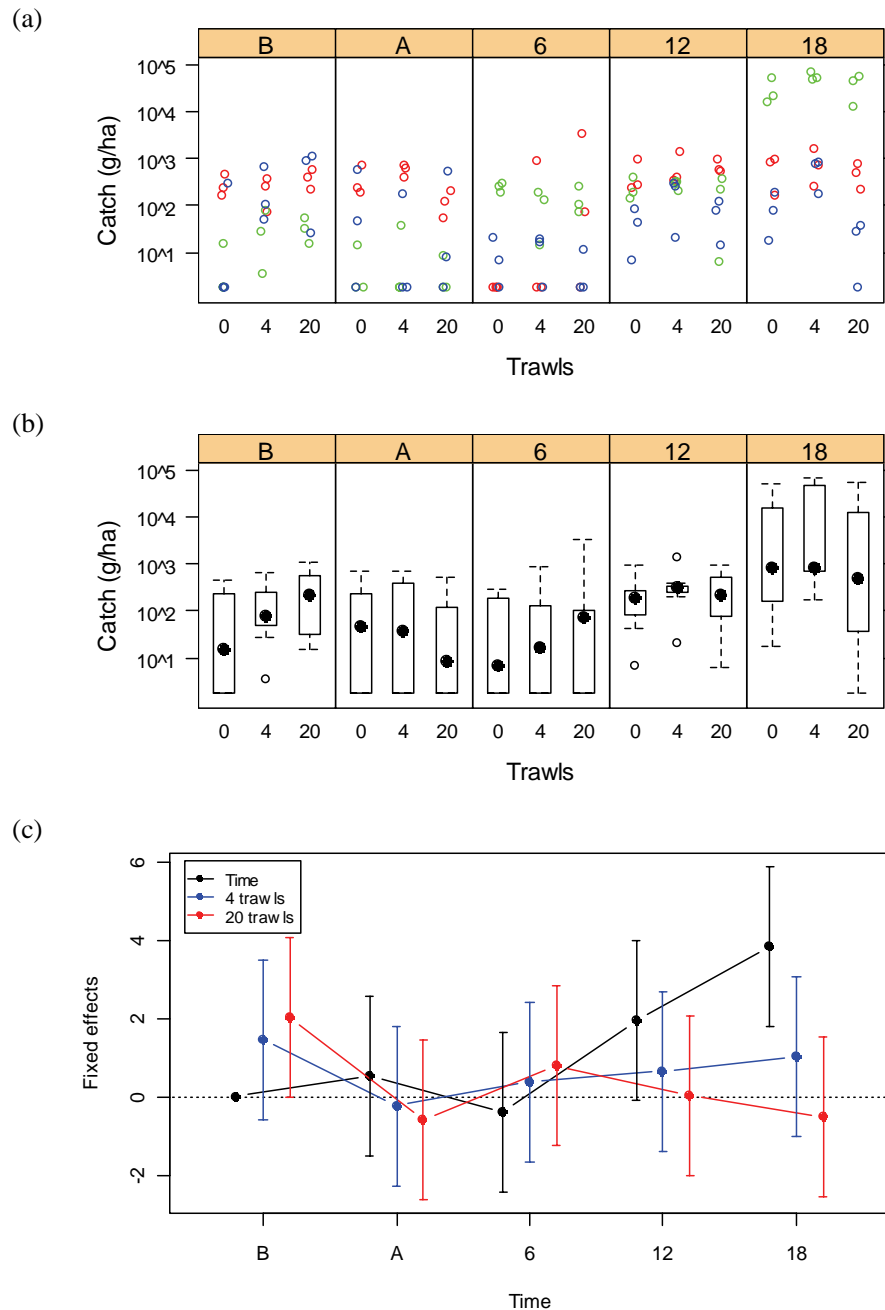 (a)
B A 6 12 18
10^5
10^4
10^3
10^2
10^1
Catch (g/ha)
0 4 20 0 4 20 0 4 20 0 4 20 0 4 20
Trawls
(b)
B A 6 12 18
10^5
10^4
10^3
10^2
10^1
Catch (g/ha)
0 4 20 0 4 20 0 4 20 0 4 20 0 4 20
Trawls
(c)
Time
4 trawls
20 trawls
6
4
2
0
-2
Fixed effects
B A 6 12 18
Time